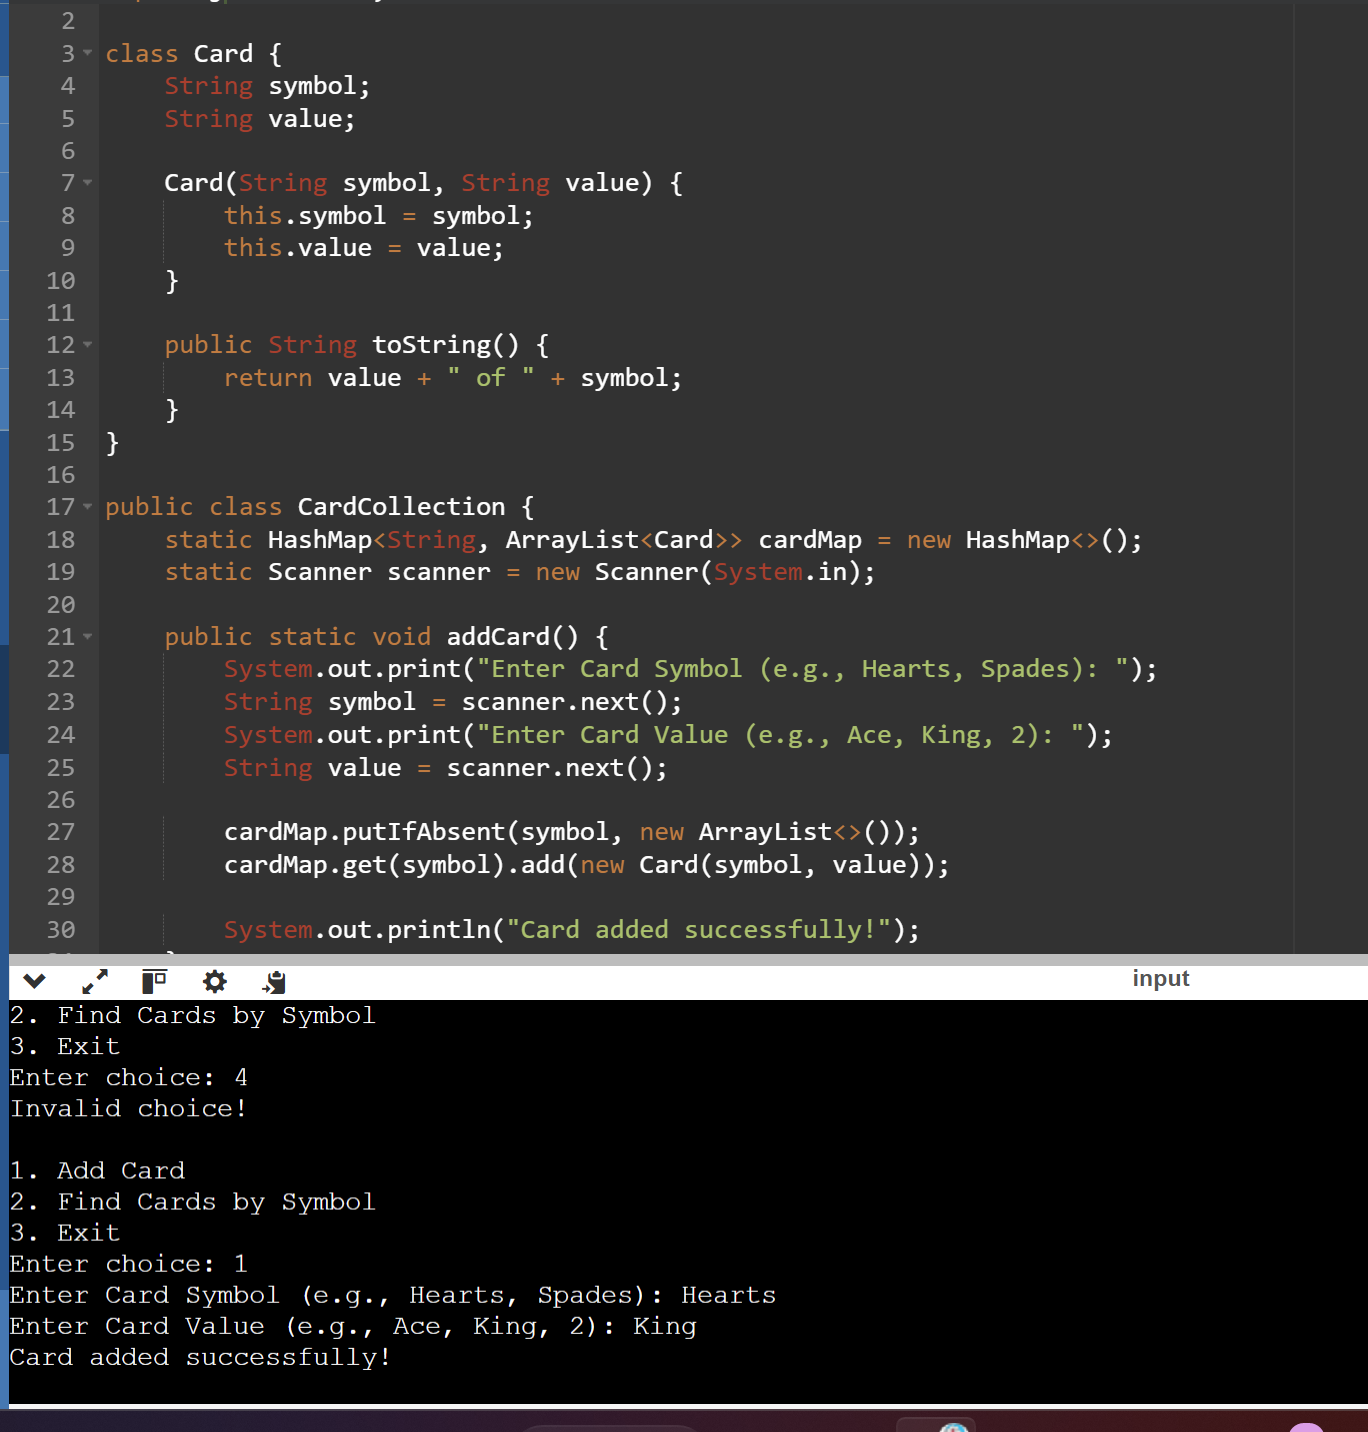 2
3 class Card {
4 String symbol;
5 String value;
6
7 Card(String symbol, String value) {
8 this.symbol = symbol;
9 this.value = value;
10 }
11
12 public String toString() {
13 return value + " of " + symbol;
14 }
15 }
16
17 public class CardCollection {
18 static HashMap<String, ArrayList<Card>> cardMap = new HashMap<>();
19 static Scanner scanner = new Scanner(System.in);
20
21 public static void addCard() {
22 System.out.print("Enter Card Symbol (e.g., Hearts, Spades): ");
23 String symbol = scanner.next();
24 System.out.print("Enter Card Value (e.g., Ace, King, 2): ");
25 String value = scanner.next();
26
27 cardMap.putIfAbsent(symbol, new ArrayList<>());
28 cardMap.get(symbol).add(new Card(symbol, value));
29
30 System.out.println("Card added successfully!");
input
2. Find Cards by Symbol
3. Exit
Enter choice: 4
Invalid choice!
1. Add Card
2. Find Cards by Symbol
3. Exit
Enter choice: 1
Enter Card Symbol (e.g., Hearts, Spades): Hearts
Enter Card Value (e.g., Ace, King, 2): King
Card added successfully!